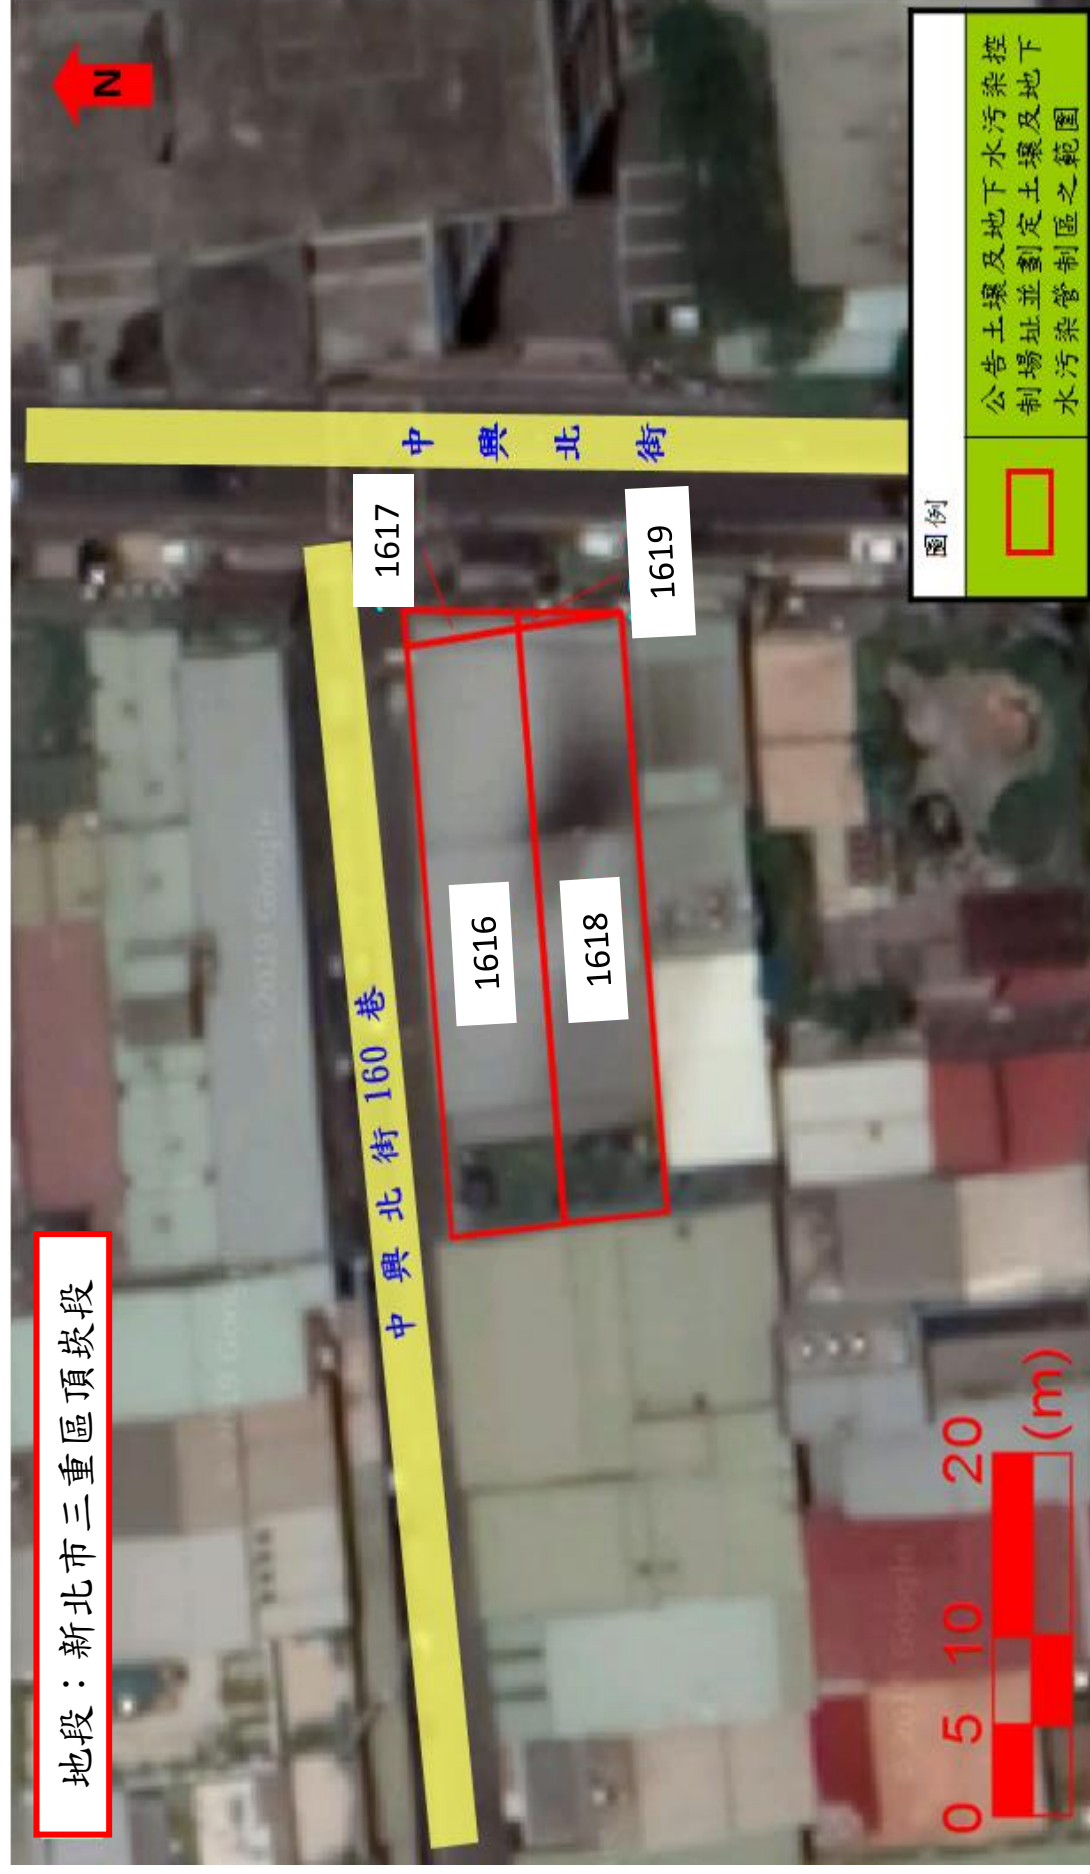 地段：新北市三重區頂崁段
N
中興北街160巷
中興北街
1617
1619
1616
1618
© 2019 Google
圖例
公告土壤及地下水污染控
制場址並劃定土壤及地下
水污染管制區之範圍
0 5 10 20
(m)